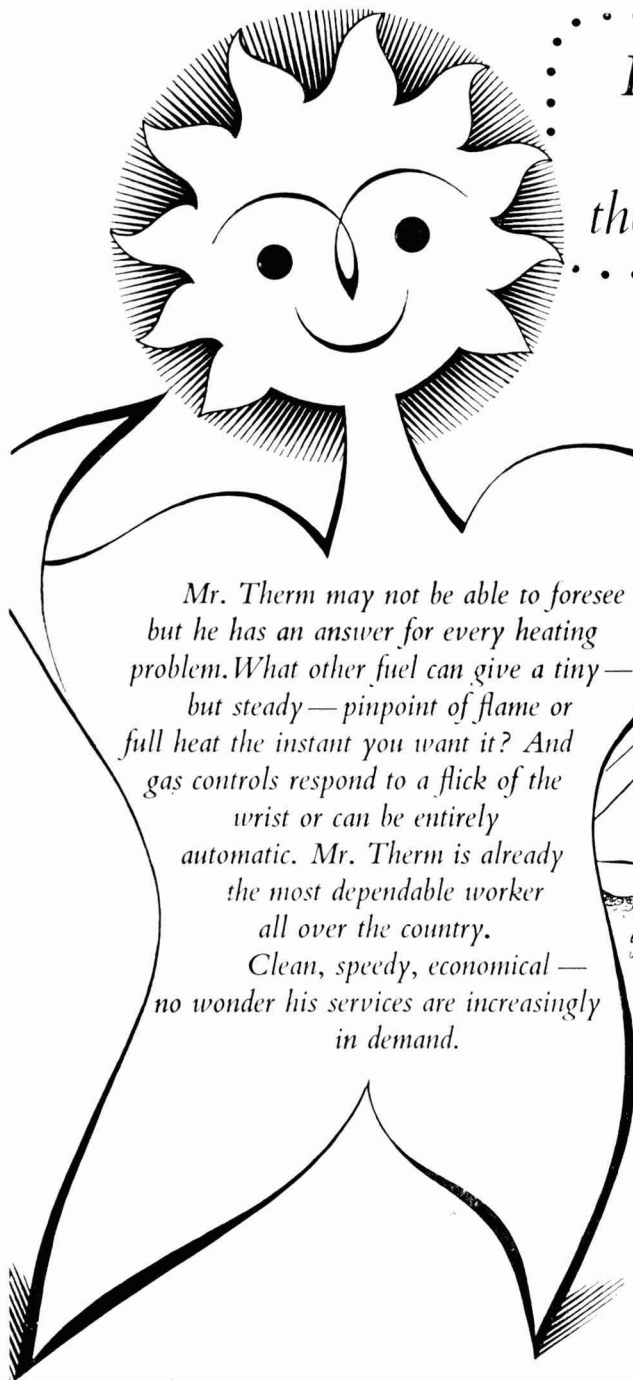 Mr. Therm may not be able to foresee
but he has an answer for every heating
problem. What other fuel can give a tiny —
but steady — pinpoint of flame or
full heat the instant you want it? And
gas controls respond to a flick of the
wrist or can be entirely
automatic. Mr. Therm is already
the most dependable worker
all over the country.
Clean, speedy, economical —
no wonder his services are increasingly
in demand.